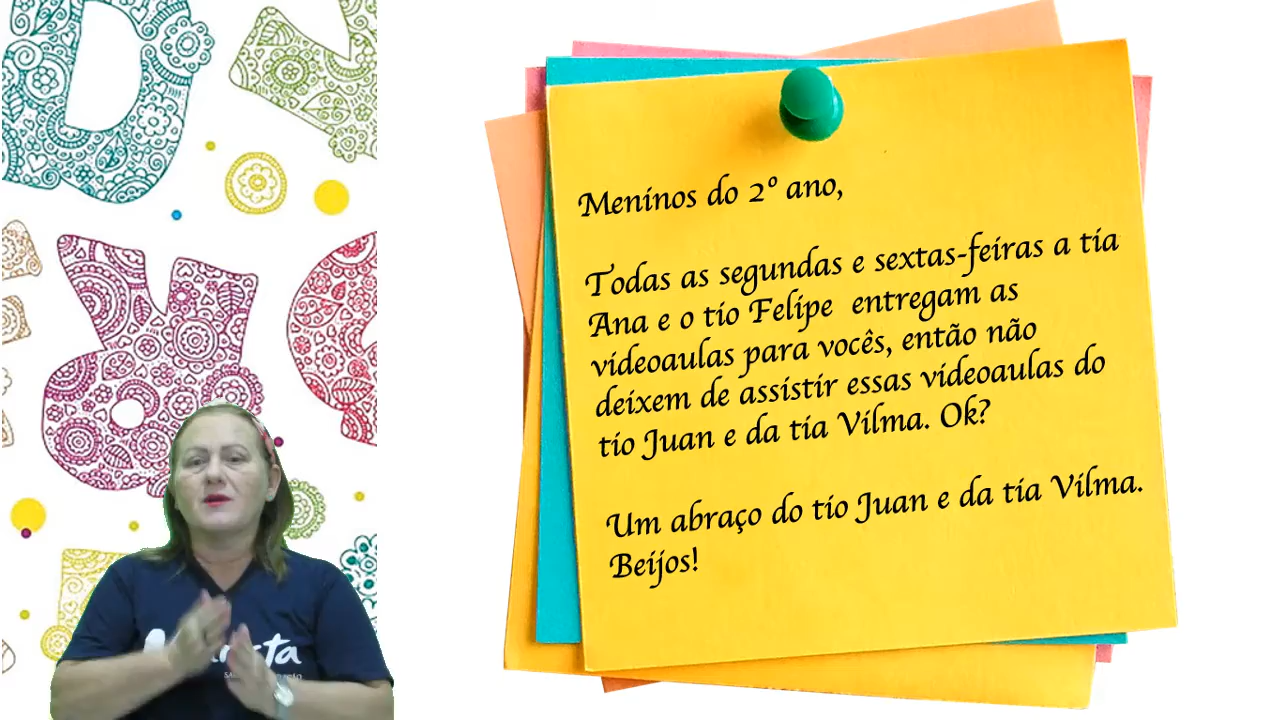 Meninos do 2º ano,
Todas as segundas e sextas-feiras a tia
Ana e o tio Felipe entregam as
videoaulas para vocês, então não
deixem de assistir essas videoaulas do
tio Juan e da tia Vilma. Ok?
Um abraço do tio Juan e da tia Vilma.
Beijos!